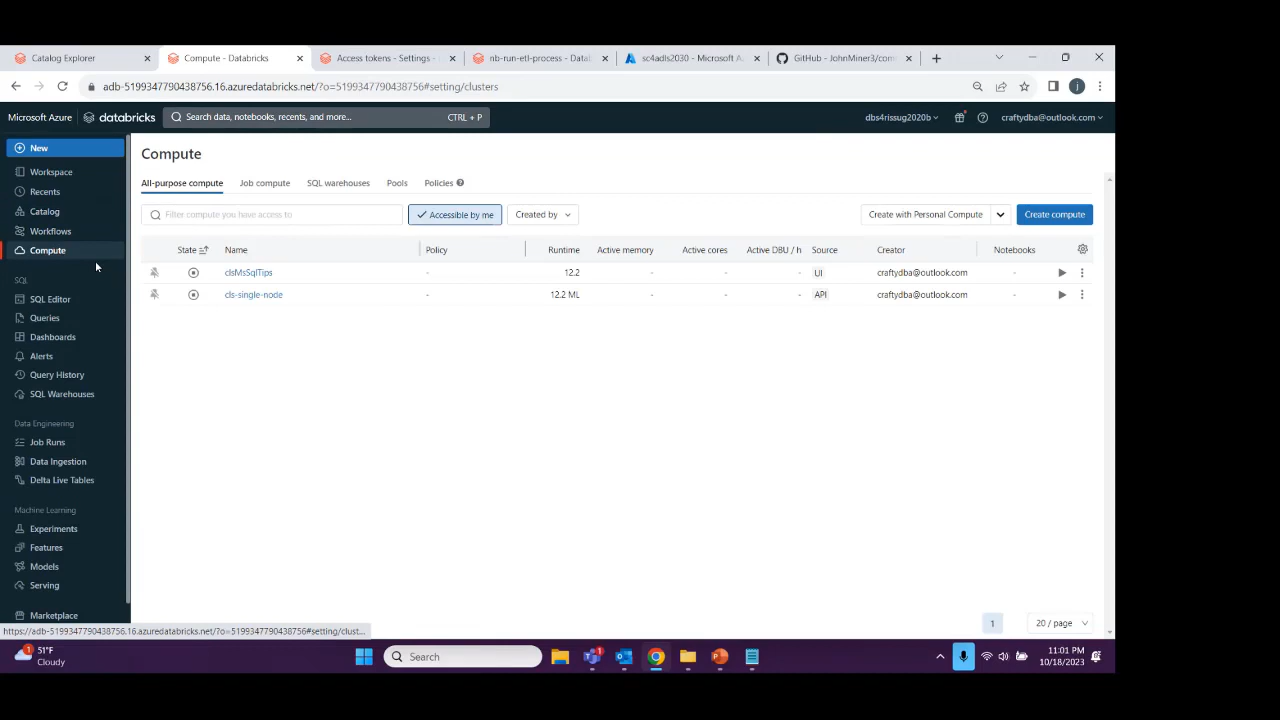 Catalog Explorer
Compute - Databricks
Access tokens - Settings -
nb-run-etl-process - Datab
sc4adls2030 - Microsoft A
GitHub - JohnMiner3/com
adb-5199347790438756.16.azuredatabricks.net/?o=5199347790438756#setting/clusters
j
Microsoft Azure
databricks
Search data, notebooks, recents, and more...
CTRL + P
dbs4rissug2020b
craftydba@outlook.com
New
Workspace
Recents
Catalog
Workflows
Compute
SQL
SQL Editor
Queries
Dashboards
Alerts
Query History
SQL Warehouses
Data Engineering
Job Runs
Data Ingestion
Delta Live Tables
Machine Learning
Experiments
Features
Models
Serving
Marketplace
Compute
All-purpose compute
Job compute
SQL warehouses
Pools
Policies
Filter compute you have access to
Accessible by me
Created by
Create with Personal Compute
Create compute
State Name Policy Runtime Active memory Active cores Active DBU / h Source Creator Notebooks
clsMsSqlTips - 12.2 - - - UI craftydba@outlook.com -
cls-single-node - 12.2 ML - - - API craftydba@outlook.com -
1
20 / page
https://adb-5199347790438756.16.azuredatabricks.net/?o=5199347790438756#setting/clust...
1
51°F
Cloudy
Search
1
11:01 PM
10/18/2023